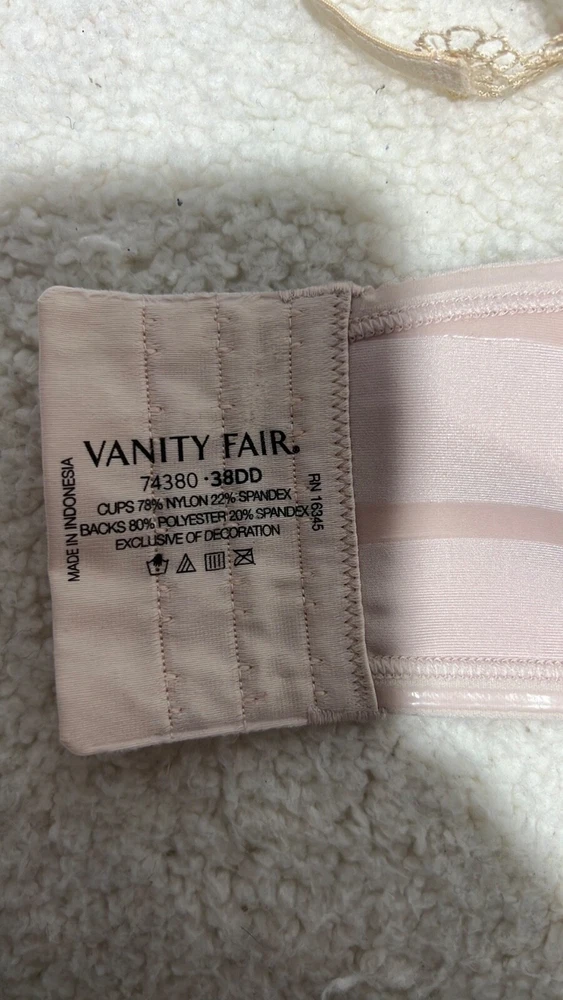 VANITY FAIR®
74380 · 38DD
CUPS 78% NYLON 22% SPANDEX
BACKS 80% POLYESTER 20% SPANDEX
EXCLUSIVE OF DECORATION
MADE IN INDONESIA
RN 16945